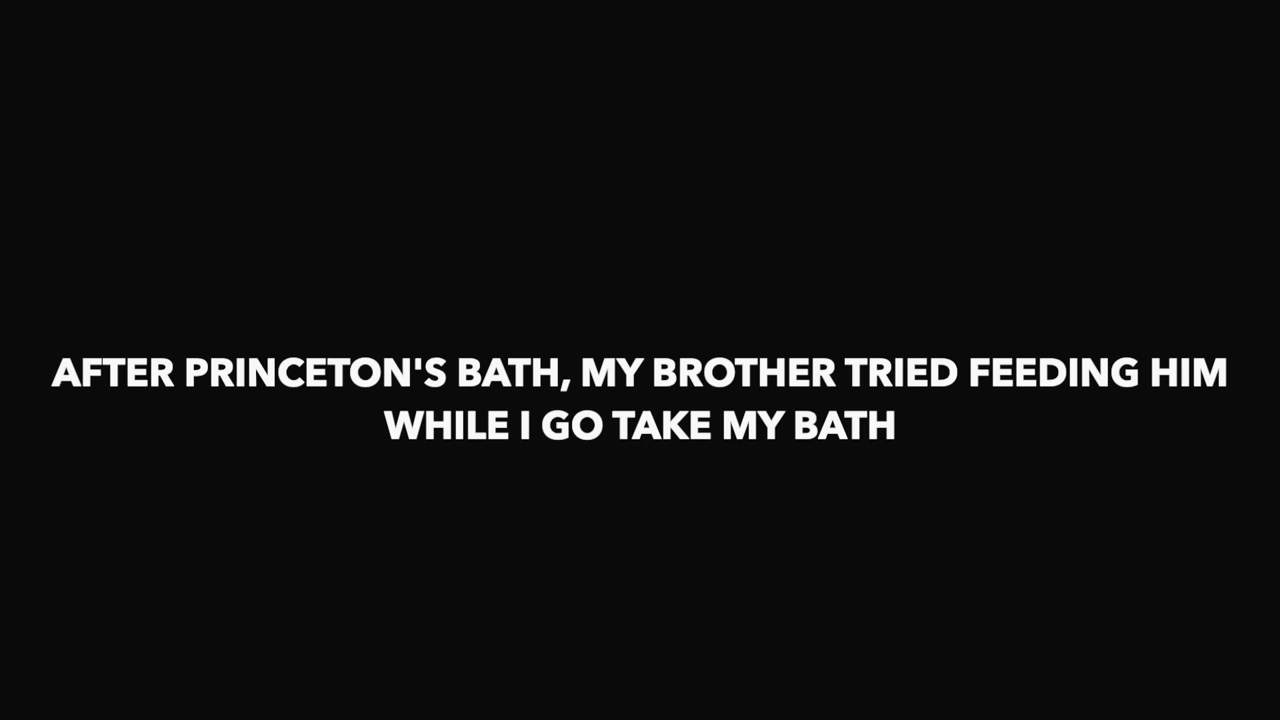 AFTER PRINCETON'S BATH, MY BROTHER TRIED FEEDING HIM
WHILE I GO TAKE MY BATH